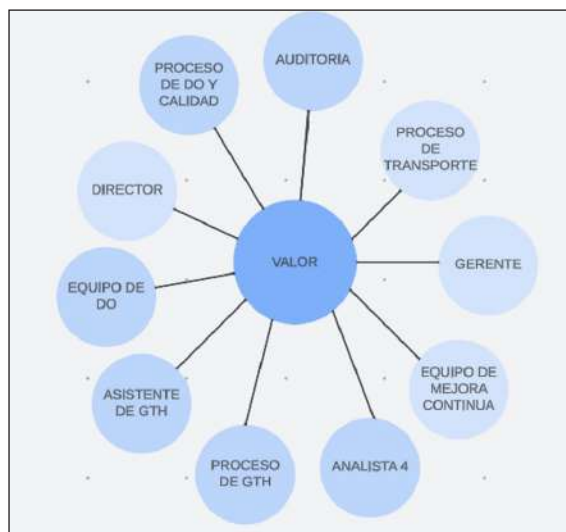 AUDITORIA
PROCESO
DE DO Y
CALIDAD
PROCESO
DE
TRANSPORTE
DIRECTOR
VALOR
GERENTE
EQUIPO DE
DO
EQUIPO DE
MEJORA
CONTINUA
ASISTENTE
DE GTH
PROCESO
DE GTH
ANALISTA 4